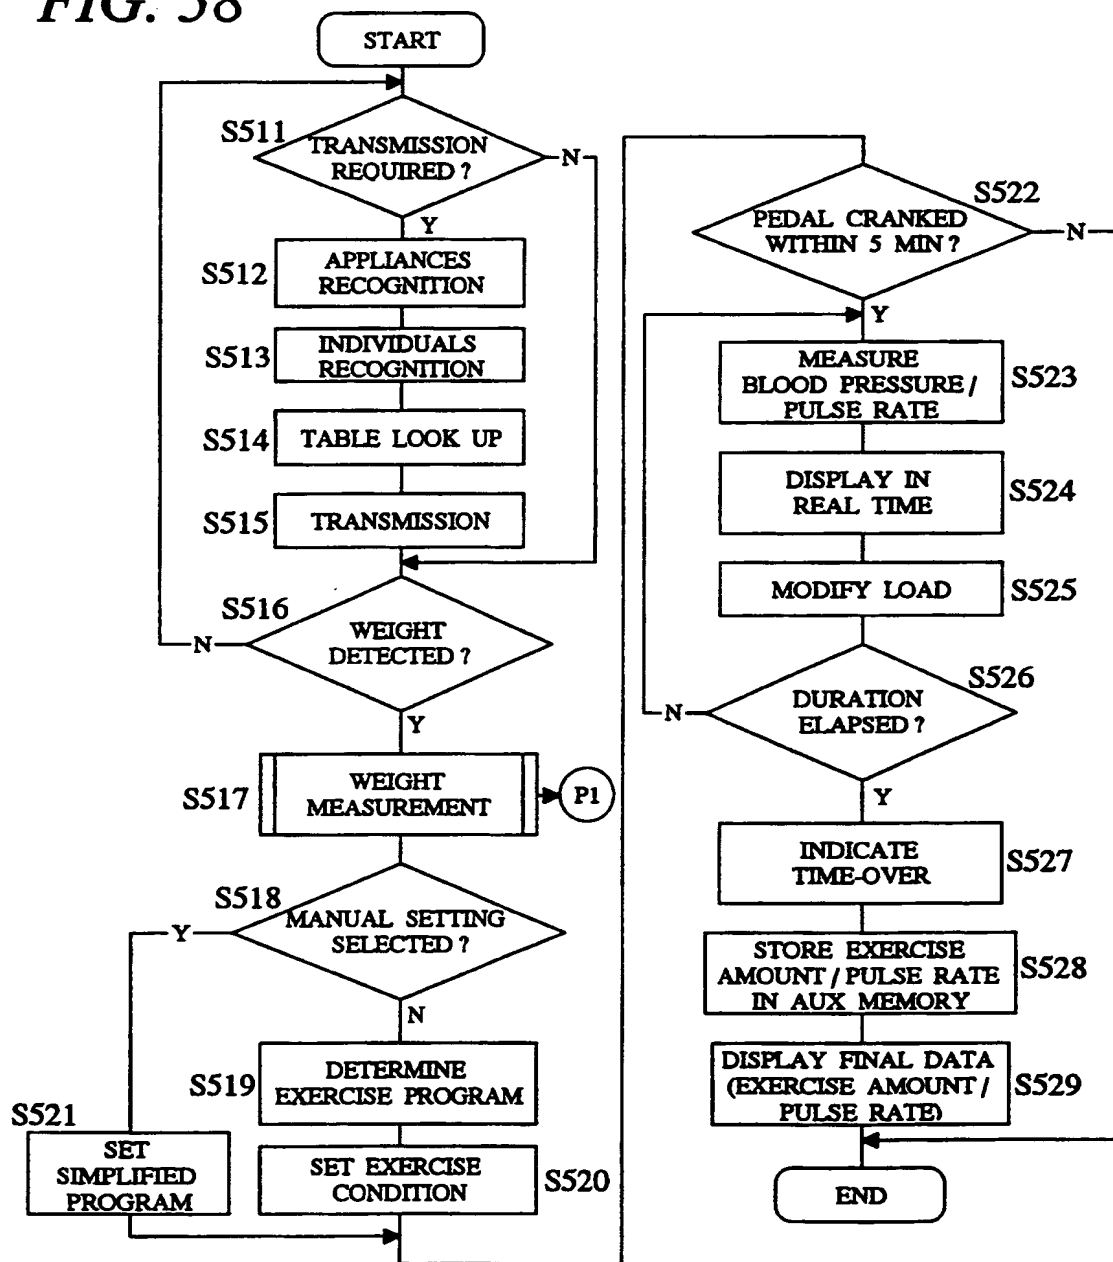 FIG. 58
START
S511
TRANSMISSION
REQUIRED ?
N
Y
S512
APPLIANCES
RECOGNITION
S513
INDIVIDUALS
RECOGNITION
S514
TABLE LOOK UP
S515
TRANSMISSION
S516
WEIGHT
DETECTED ?
N
Y
S517
WEIGHT
MEASUREMENT
P1
S518
MANUAL SETTING
SELECTED ?
Y
N
S519
DETERMINE
EXERCISE PROGRAM
S521
SET
SIMPLIFIED
PROGRAM
SET EXERCISE
CONDITION
S520
S522
PEDAL CRANKED
WITHIN 5 MIN ?
N
Y
MEASURE
BLOOD PRESSURE /
PULSE RATE
S523
DISPLAY IN
REAL TIME
S524
MODIFY LOAD
S525
S526
DURATION
ELAPSED ?
N
Y
INDICATE
TIME-OVER
S527
STORE EXERCISE
AMOUNT / PULSE RATE
IN AUX MEMORY
S528
DISPLAY FINAL DATA
(EXERCISE AMOUNT /
PULSE RATE)
S529
END